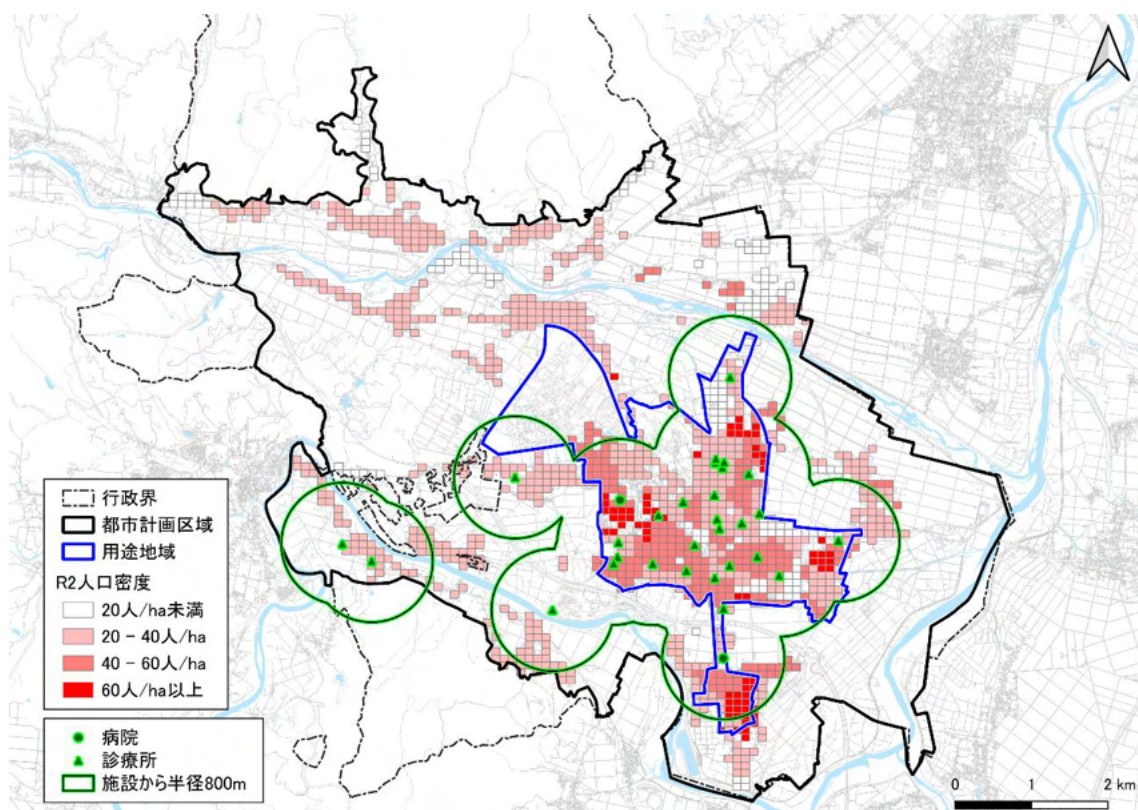 行政界
都市計画区域
用途地域
R2人口密度
20人/ha未満
20－40人/ha
40－60人/ha
60人/ha以上
病院
診療所
施設から半径800m
0 1 2 km